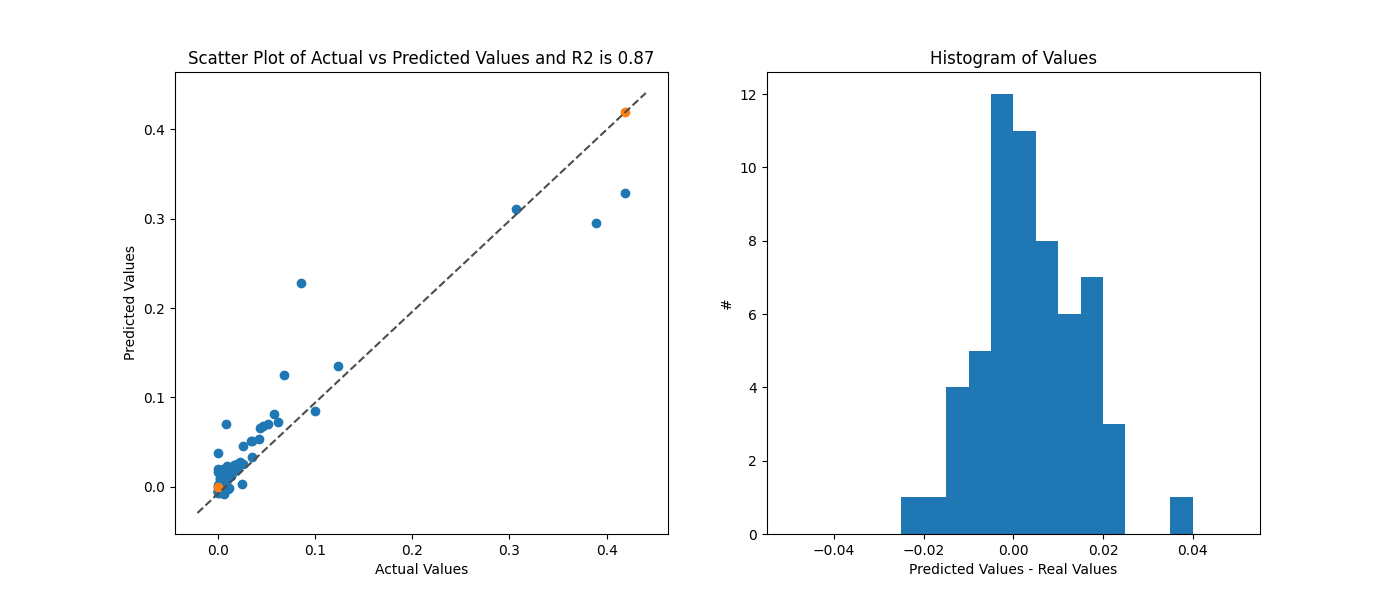 Scatter Plot of Actual vs Predicted Values and R2 is 0.87
0.4
0.3
0.2
0.1
0.0
Predicted Values
0.0 0.1 0.2 0.3 0.4
Actual Values
Histogram of Values
12
10
8
6
4
2
0
#
−0.04 −0.02 0.00 0.02 0.04
Predicted Values - Real Values